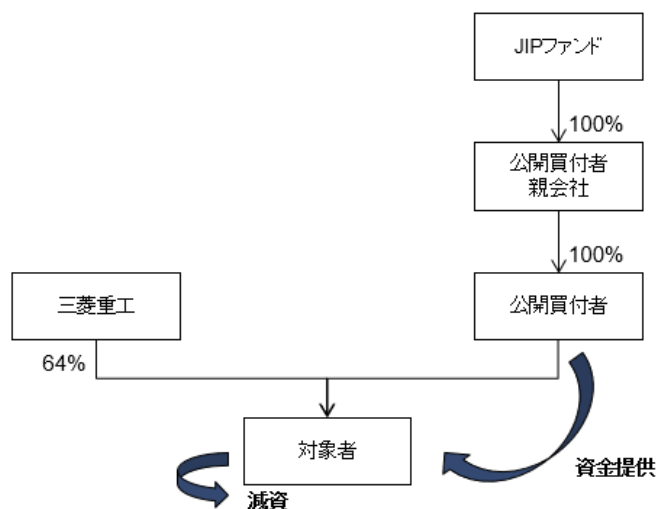 JIPファンド
100%
公開買付者
親会社
100%
三菱重工
公開買付者
64%
対象者
資金提供
減資